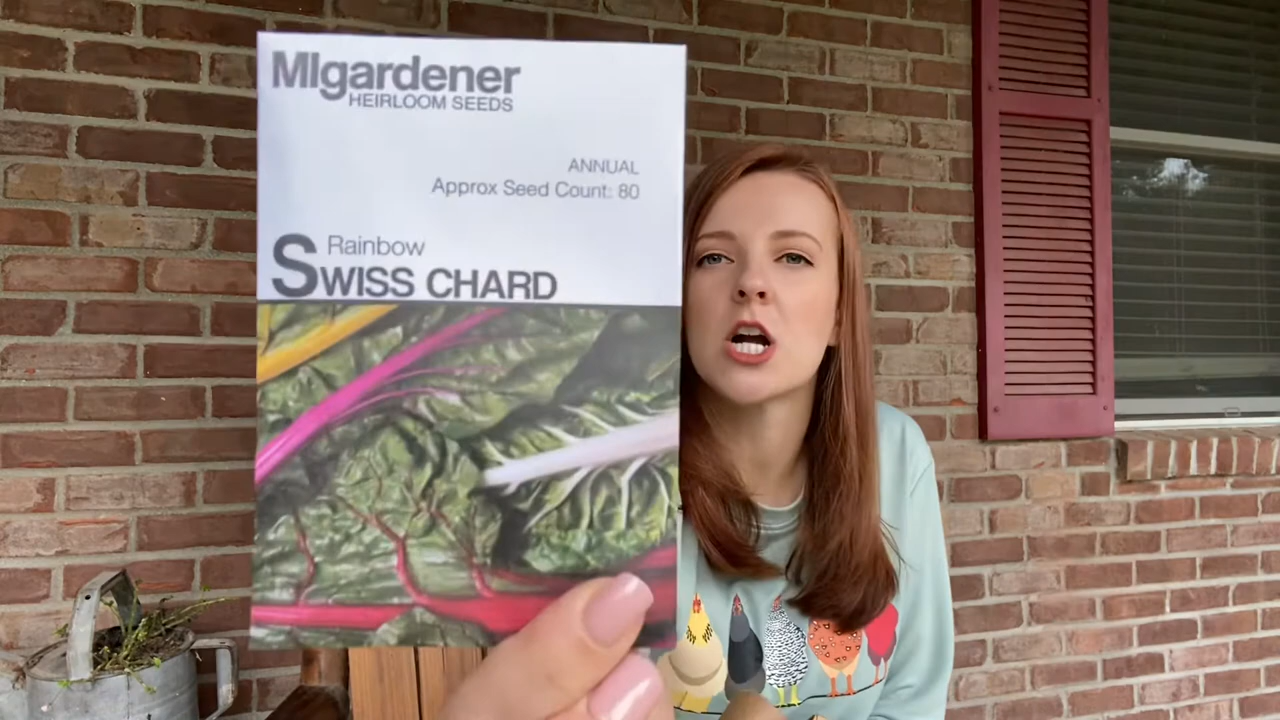 MIgardener
HEIRLOOM SEEDS
ANNUAL
Approx Seed Count: 80
Rainbow
SWISS CHARD